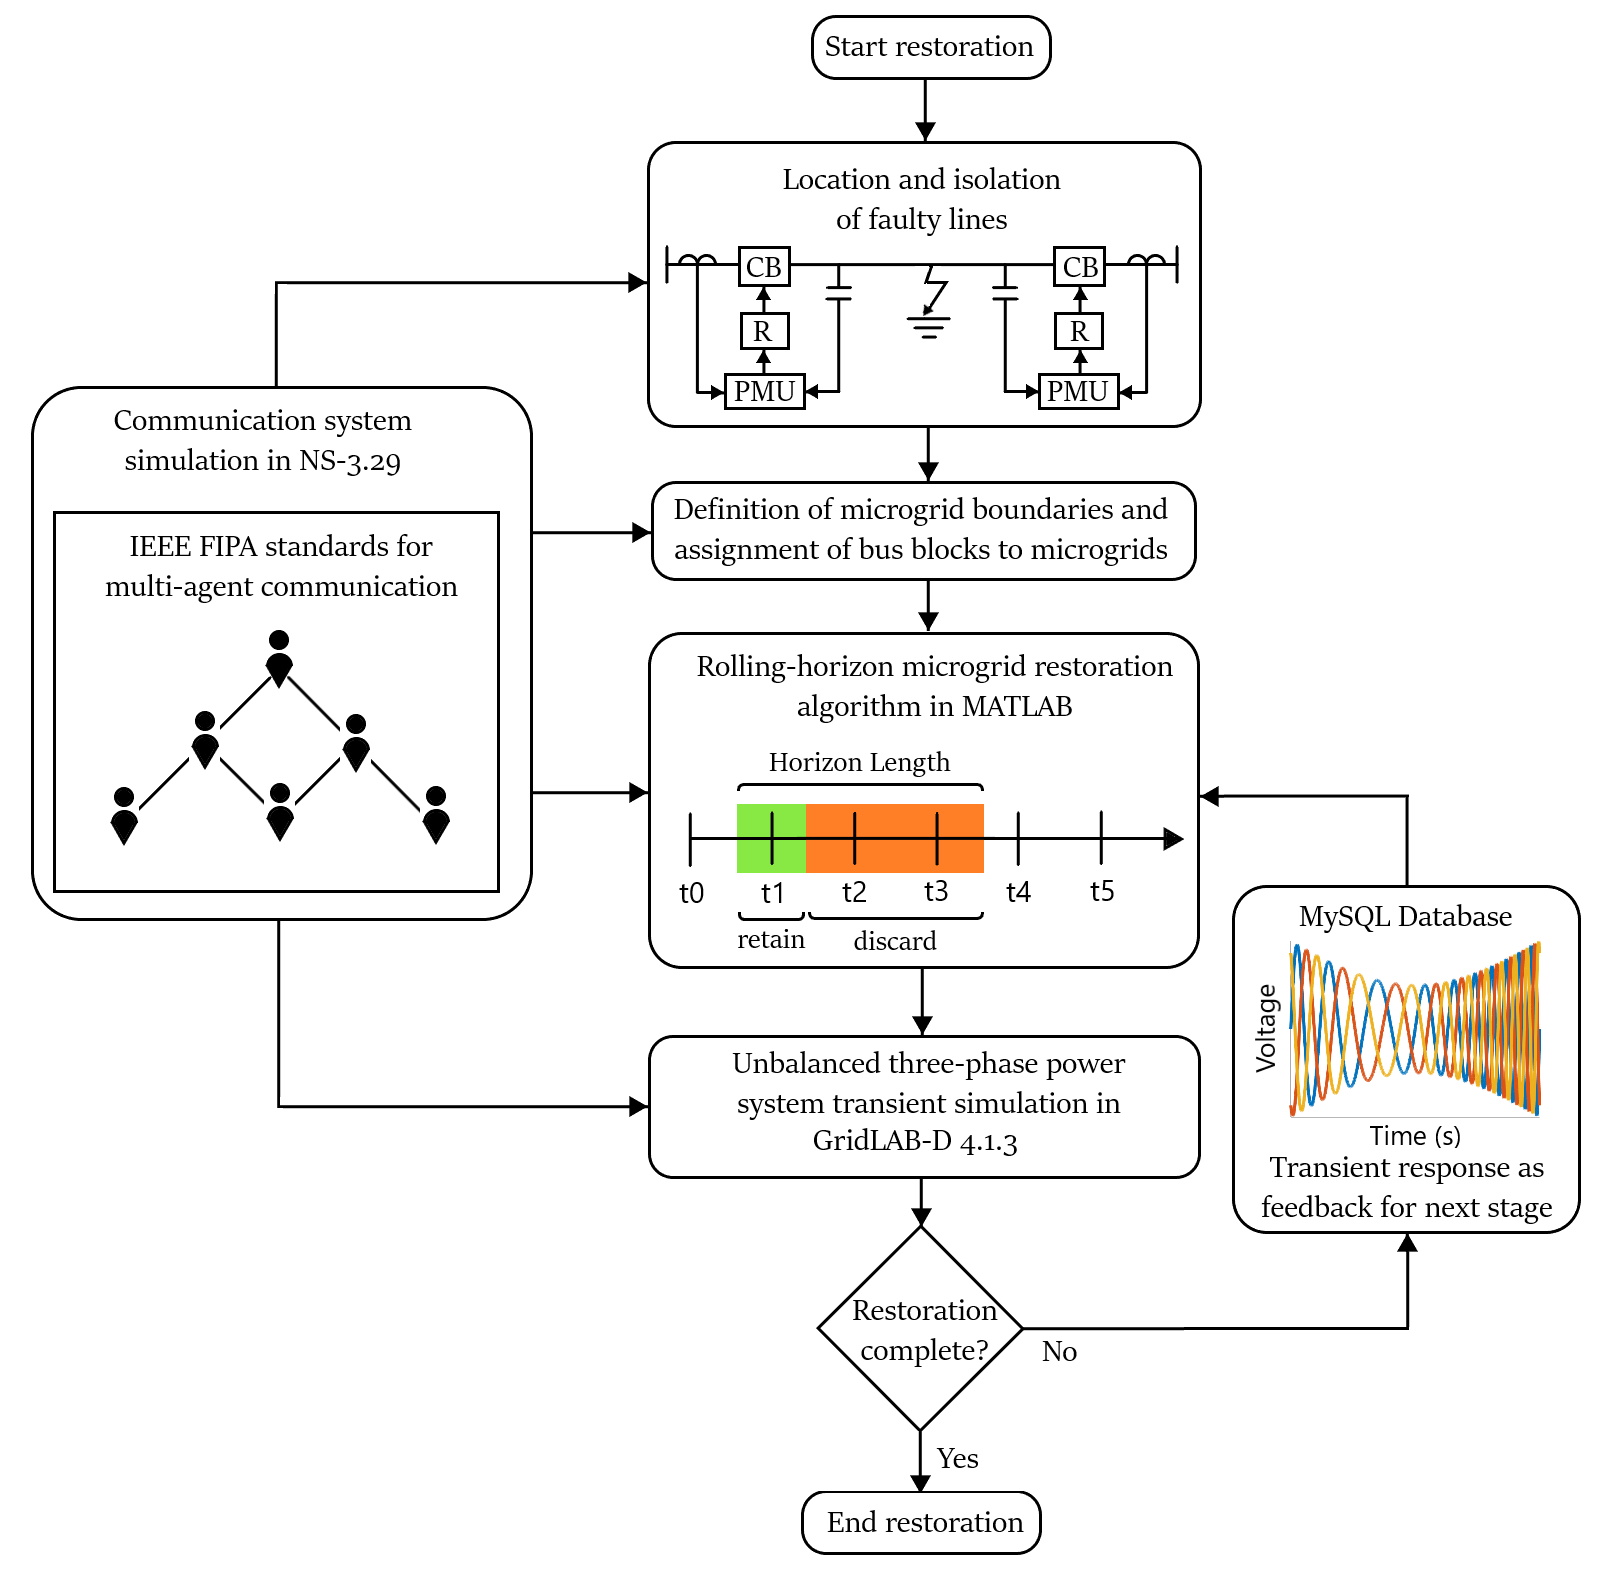 Start restoration
Location and isolation
of faulty lines
CB
CB
R
R
PMU
PMU
Communication system
simulation in NS-3.29
IEEE FIPA standards for
multi-agent communication
Definition of microgrid boundaries and
assignment of bus blocks to microgrids
Rolling-horizon microgrid restoration
algorithm in MATLAB
Horizon Length
t0 t1 t2 t3 t4 t5
retain discard
Unbalanced three-phase power
system transient simulation in
GridLAB-D 4.1.3
MySQL Database
Voltage
Time (s)
Transient response as
feedback for next stage
Restoration
complete?
No
Yes
End restoration